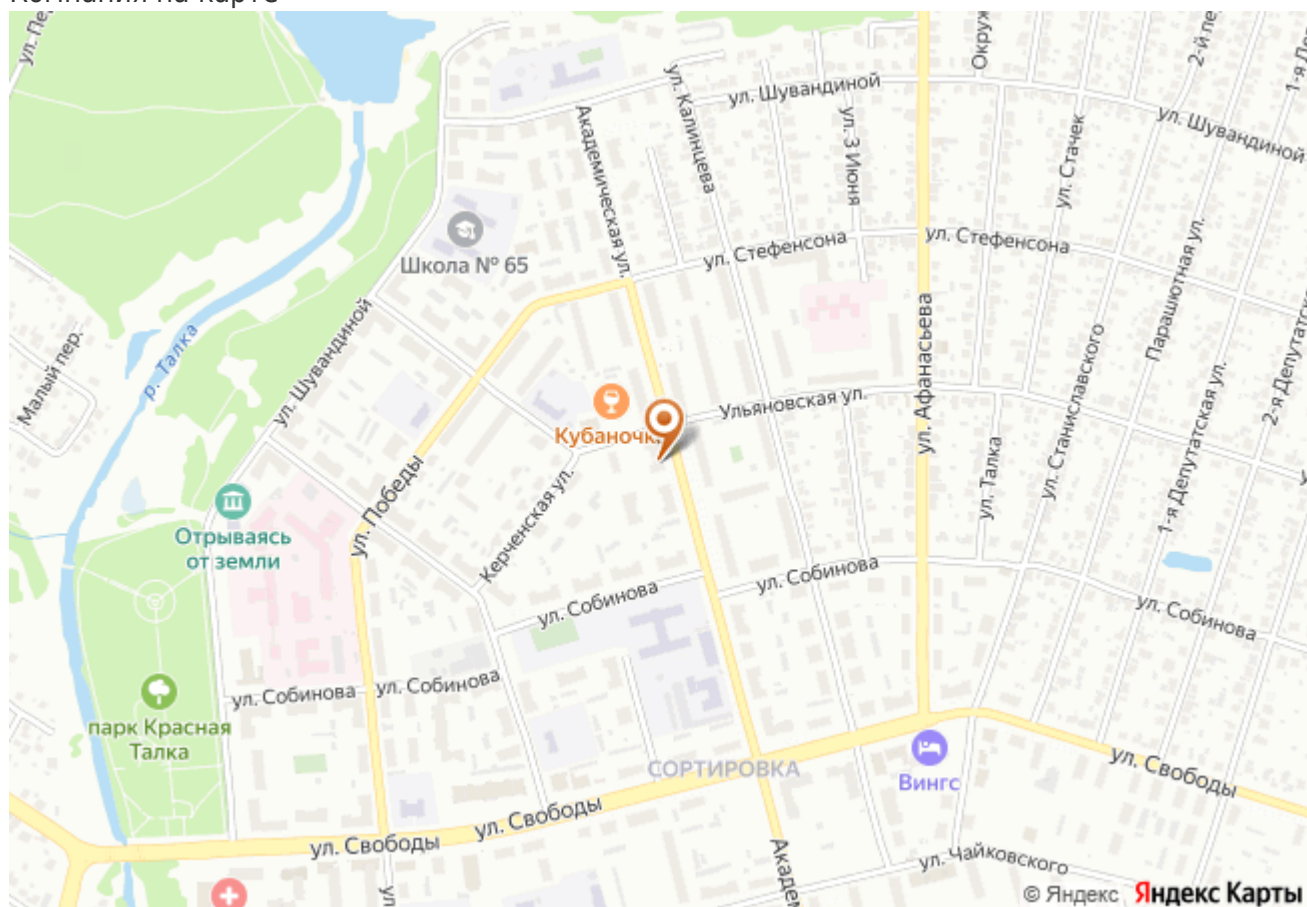 ул. Шувандиной
ул. Калинцева
Академическая ул.
ул. 3 Июня
ул. Стачек
ул. Шувандиной
Школа № 65
ул. Стефенсона
ул. Стефенсона
Парашютная ул.
ул. Афанасьева
ул. Станиславского
Малый пер.
р. Талка
ул. Шувандиной
Кубаночка
Ульяновская ул.
ул. Победы
Керченская ул.
ул. Талка
1-я Депутатская ул.
Отрываясь
от земли
ул. Собинова
ул. Собинова
ул. Собинова
ул. Собинова
ул. Собинова
парк Красная
Талка
СОРТИРОВКА
Вингс
ул. Свободы
ул. Свободы
ул. Свободы
ул. Чайковского
© Яндекс Яндекс Карты